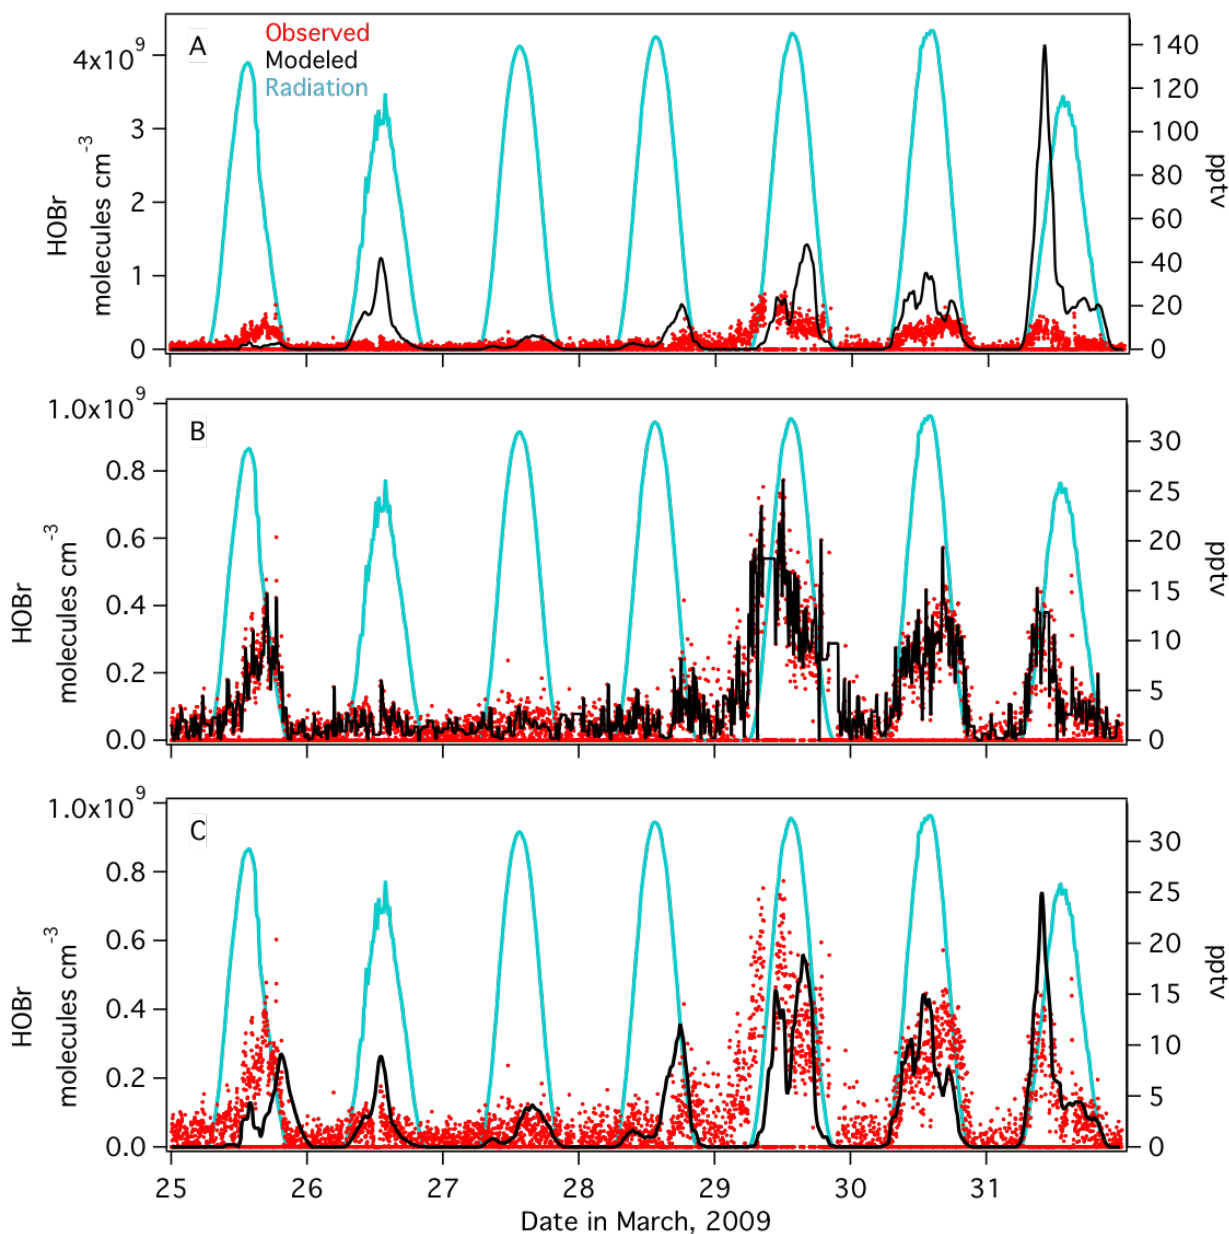 A
Observed
Modeled
Radiation
4x10^9
3
2
1
0
HOBr
molecules cm^-3
140
120
100
80
60
40
20
0
pptv
B
1.0x10^9
0.8
0.6
0.4
0.2
0.0
HOBr
molecules cm^-3
30
25
20
15
10
5
0
pptv
C
1.0x10^9
0.8
0.6
0.4
0.2
0.0
HOBr
molecules cm^-3
30
25
20
15
10
5
0
pptv
25 26 27 28 29 30 31
Date in March, 2009